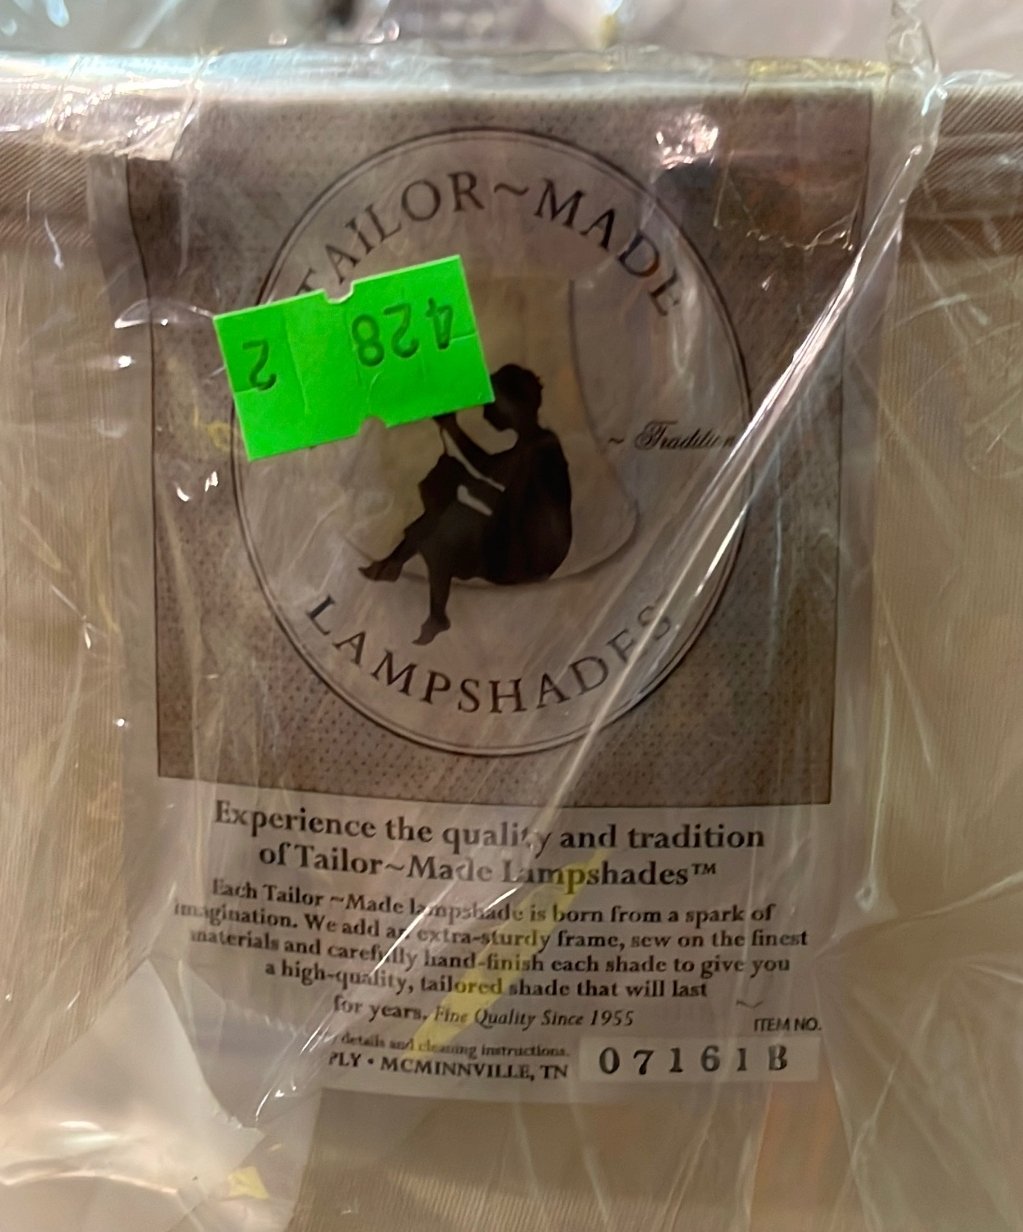 TAILOR~MADE
428 2
~ Tradition
LAMPSHADES
Experience the quality and tradition
of Tailor~Made Lampshades™
Each Tailor~Made lampshade is born from a spark of
imagination. We add an extra-sturdy frame, sew on the finest
materials and carefully hand-finish each shade to give you
a high-quality, tailored shade that will last
for years. Fine Quality Since 1955
ITEM NO.
details and cleaning instructions.
PLY • MCMINNVILLE, TN
07161B